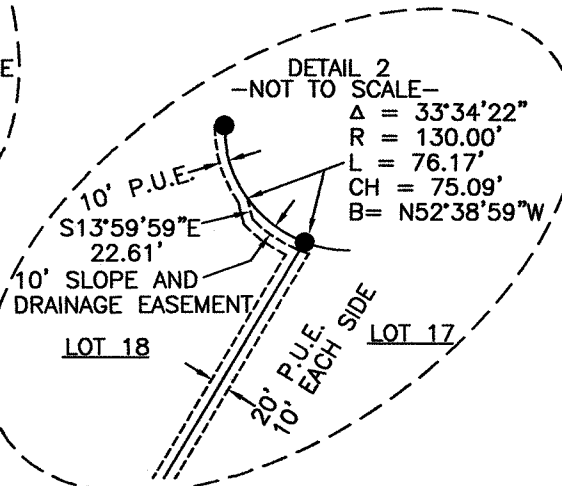 E
DETAIL 2
-NOT TO SCALE-
Δ = 33°34'22"
R = 130.00'
L = 76.17'
CH = 75.09'
B= N52°38'59"W
10' P.U.E.
S13°59'59"E
22.61'
10' SLOPE AND
DRAINAGE EASEMENT
LOT 18
LOT 17
20' P.U.E.
10' EACH SIDE